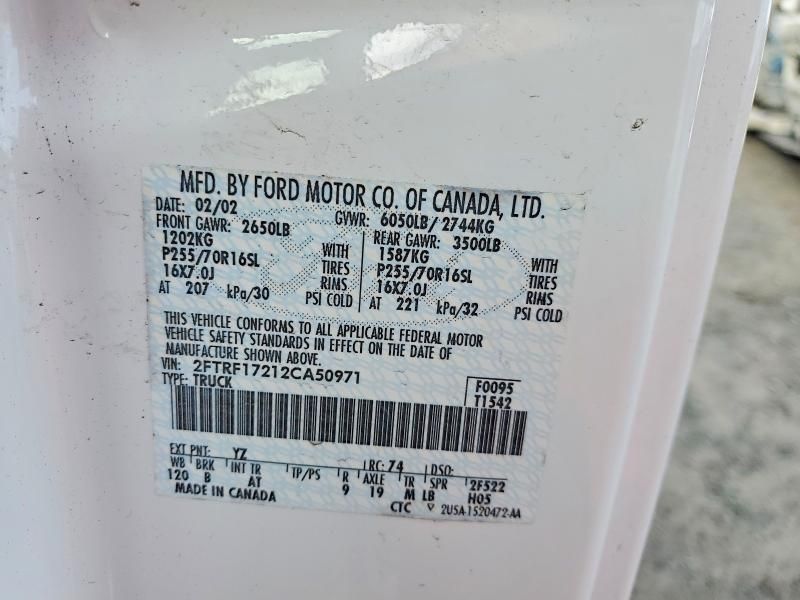 MFD. BY FORD MOTOR CO. OF CANADA, LTD.
DATE: 02/02 GVWR: 6050LB/ 2744KG
FRONT GAWR: 2650LB REAR GAWR: 3500LB
1202KG WITH 1587KG WITH
P255/70R16SL TIRES P255/70R16SL TIRES
16X7.0J RIMS 16X7.0J RIMS
AT 207 kPa/30 PSI COLD AT 221 kPa/32 PSI COLD
THIS VEHICLE CONFORMS TO ALL APPLICABLE FEDERAL MOTOR
VEHICLE SAFETY STANDARDS IN EFFECT ON THE DATE OF
MANUFACTURE SHOWN ABOVE.
VIN: 2FTRF17212CA50971
TYPE: TRUCK F0095
T1542
EXT PNT: YZ RC: 74 DSO:
WB BRK INT TR TP/PS R AXLE TR SPR 2F522
120 B AT 9 19 M LB H05
MADE IN CANADA CTC 2USA-1520472-AA